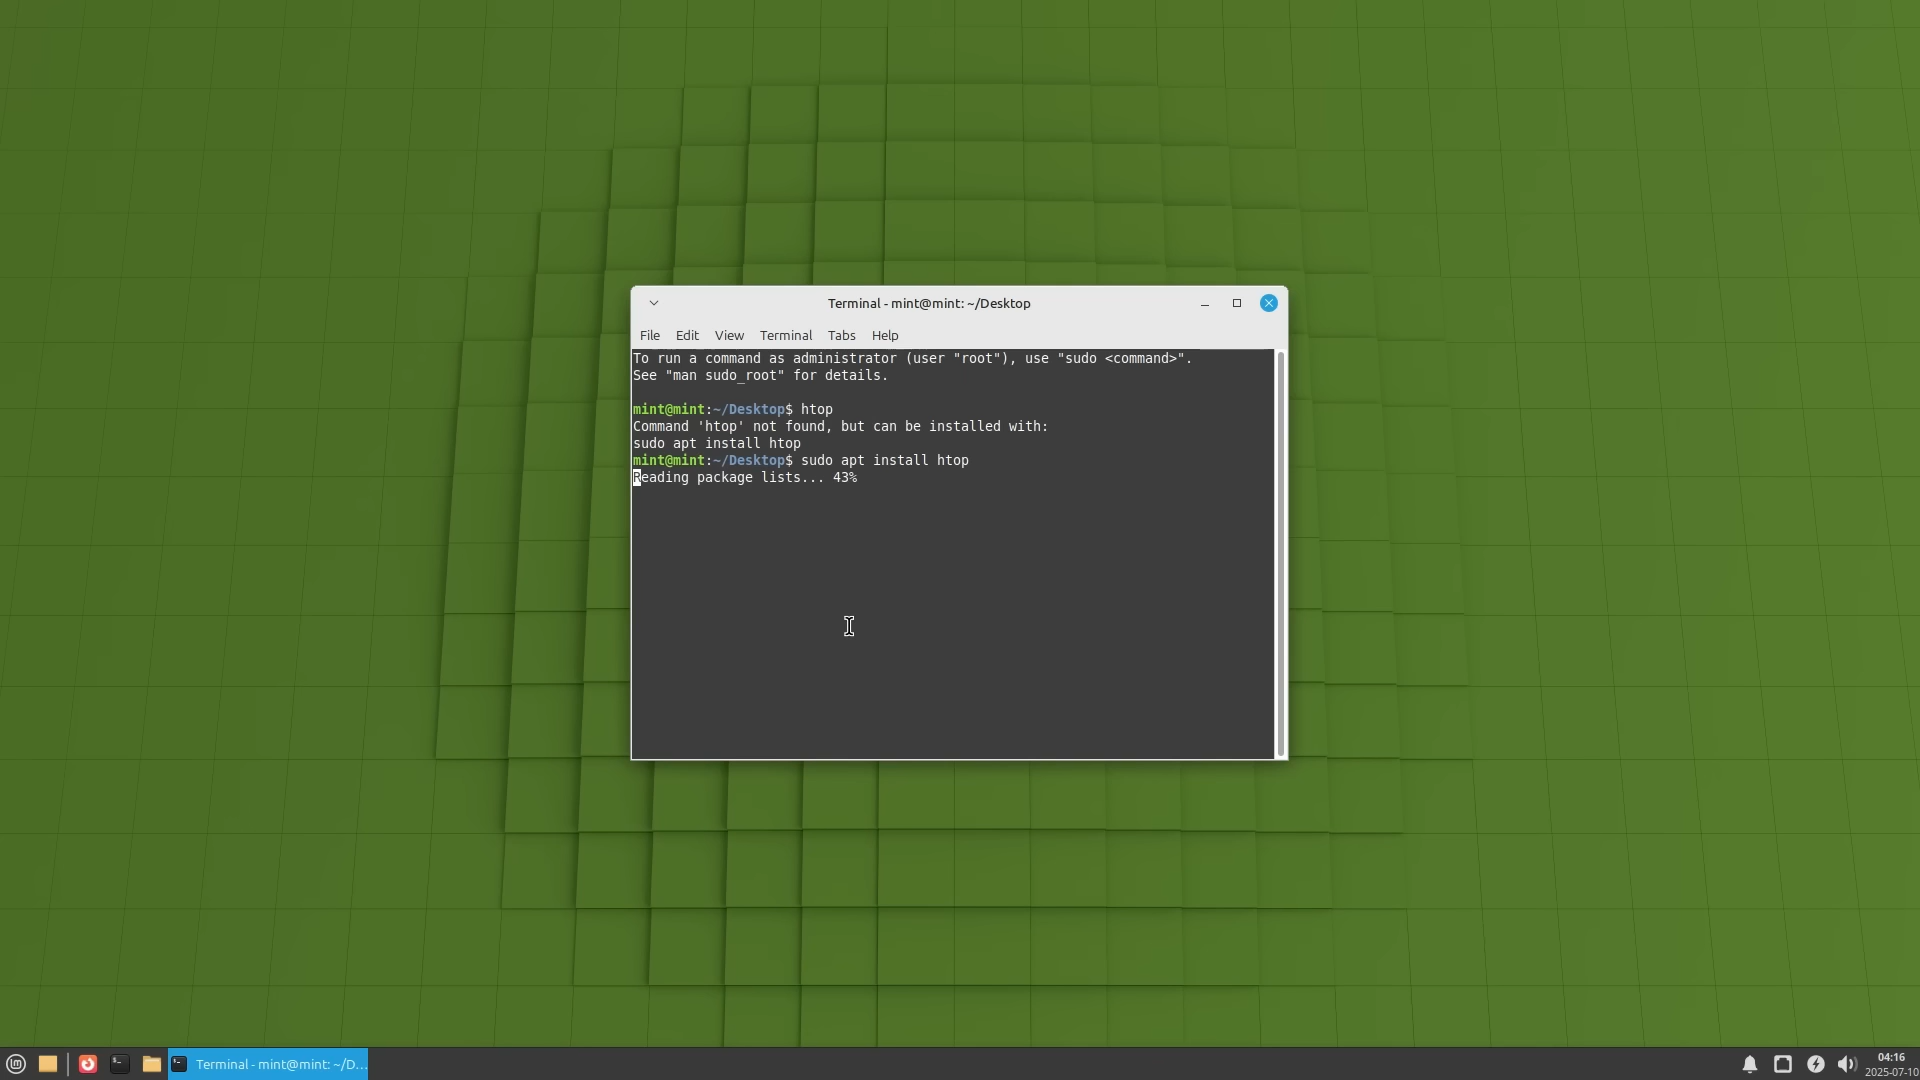 Terminal - mint@mint: ~/Desktop
File Edit View Terminal Tabs Help
To run a command as administrator (user "root"), use "sudo <command>".
See "man sudo_root" for details.
mint@mint:~/Desktop$ htop
Command 'htop' not found, but can be installed with:
sudo apt install htop
mint@mint:~/Desktop$ sudo apt install htop
Reading package lists... 43%
Terminal - mint@mint: ~/D...
04:16
2025-07-10